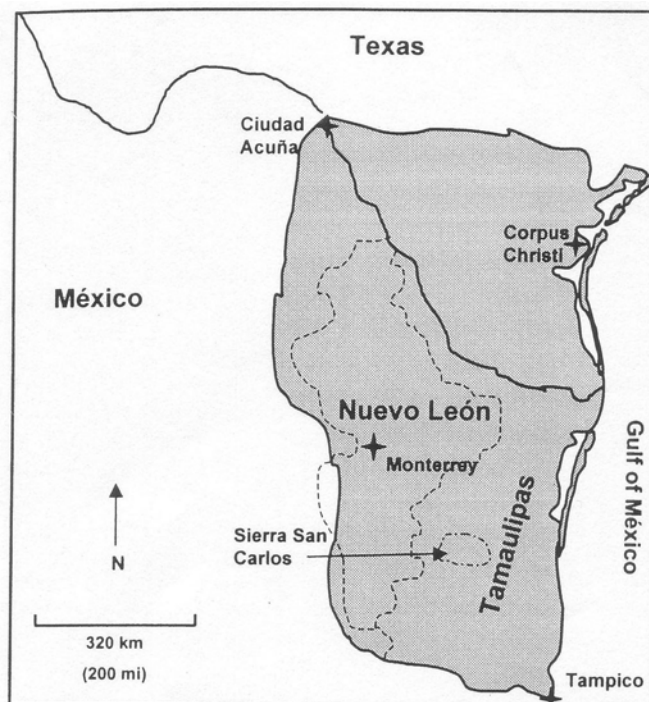 Texas
Ciudad
Acuña
Corpus
Christi
México
Nuevo León
Monterrey
Gulf of México
Sierra San
Carlos
Tamaulipas
N
320 km
(200 mi)
Tampico